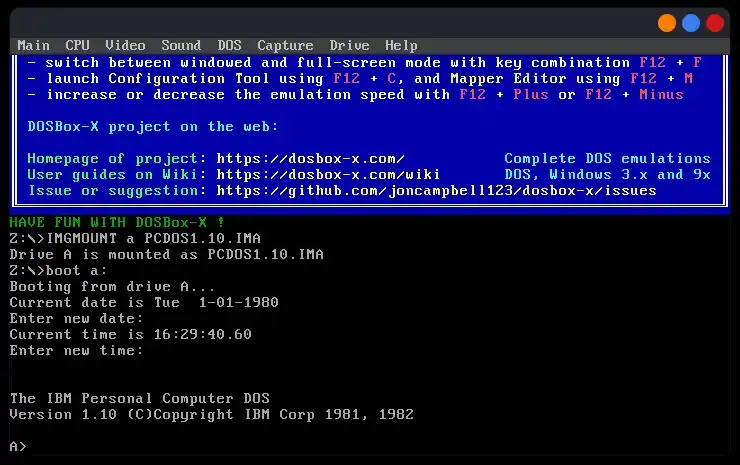 Main CPU Video Sound DOS Capture Drive Help
- switch between windowed and full-screen mode with key combination F12 + F
- launch Configuration Tool using F12 + C, and Mapper Editor using F12 + M
- increase or decrease the emulation speed with F12 + Plus or F12 + Minus
DOSBox-X project on the web:
Homepage of project: https://dosbox-x.com/ Complete DOS emulations
User guides on Wiki: https://dosbox-x.com/wiki DOS, Windows 3.x and 9x
Issue or suggestion: https://github.com/joncampbell123/dosbox-x/issues
HAVE FUN WITH DOSBox-X !
Z:\>IMGMOUNT a PCDOS1.10.IMA
Drive A is mounted as PCDOS1.10.IMA
Z:\>boot a:
Booting from drive A...
Current date is Tue  1-01-1980
Enter new date:
Current time is 16:29:40.60
Enter new time:
The IBM Personal Computer DOS
Version 1.10 (C)Copyright IBM Corp 1981, 1982
A>